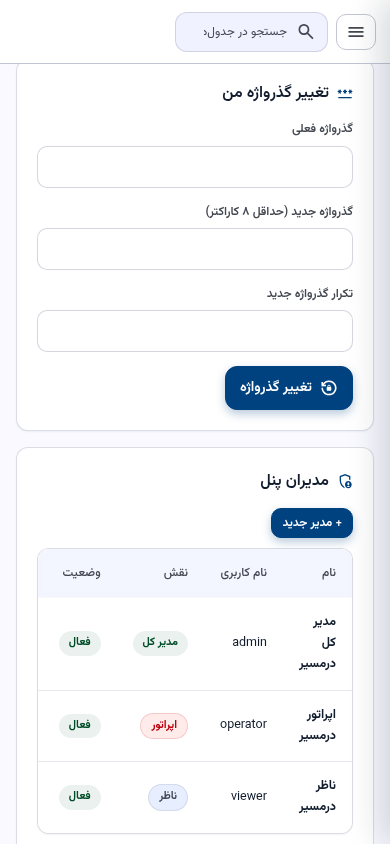 جستجو در جدول‌ه
تغییر گذرواژه من
گذرواژه فعلی
گذرواژه جدید (حداقل ۸ کاراکتر)
تکرار گذرواژه جدید
تغییر گذرواژه
مدیران پنل
+ مدیر جدید
نام نام کاربری نقش وضعیت
مدیر
کل
درمسیر
admin مدیر کل فعال
اپراتور
درمسیر
operator اپراتور فعال
ناظر
درمسیر
viewer ناظر فعال